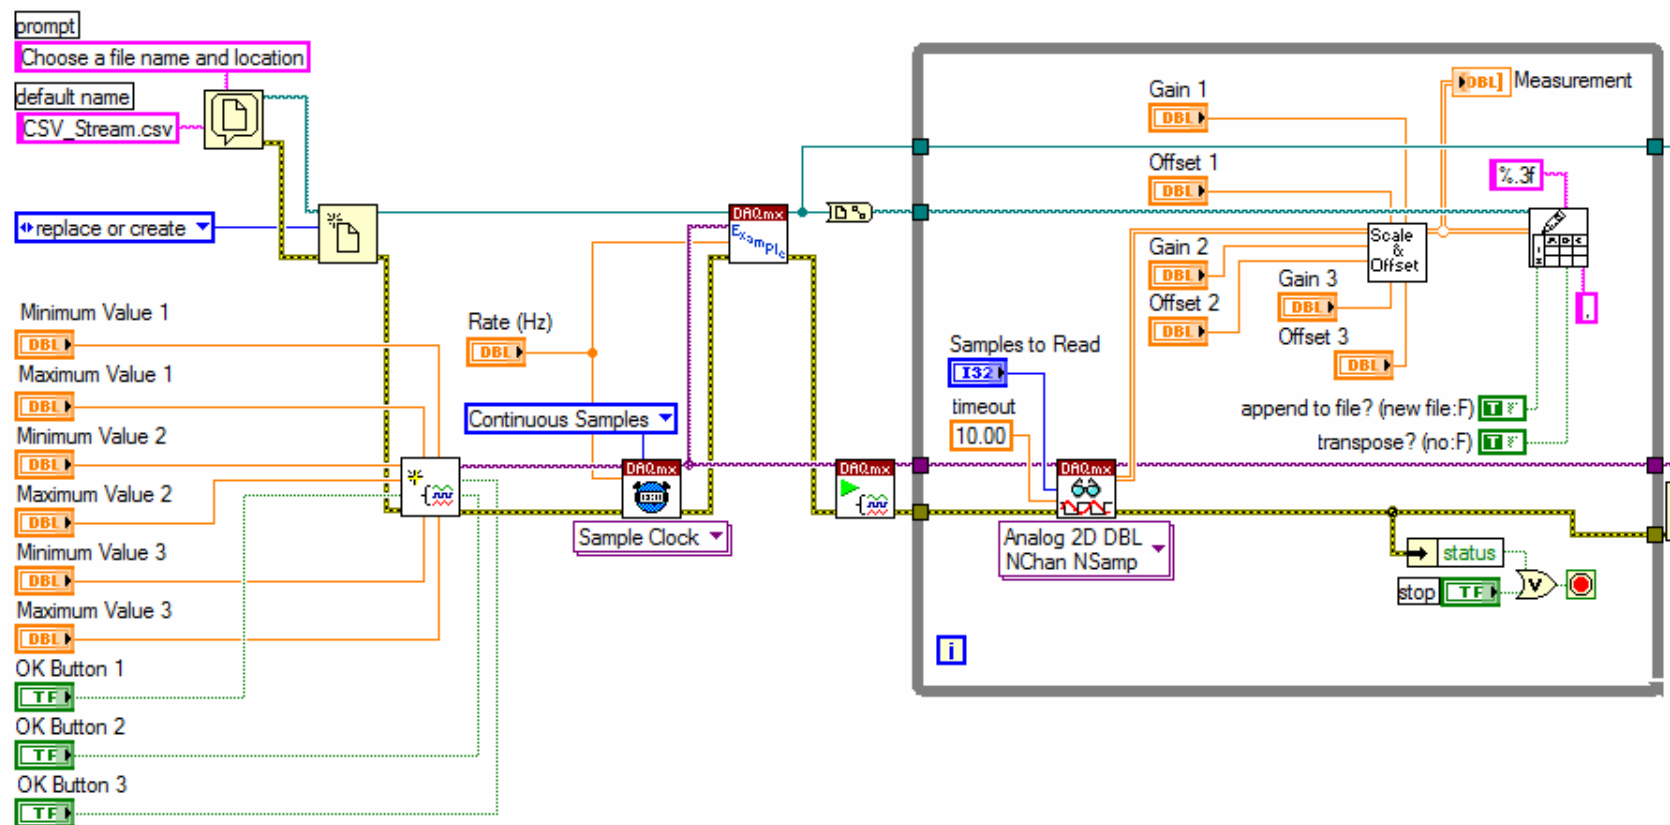 prompt
Choose a file name and location
default name
CSV_Stream.csv
replace or create
Minimum Value 1
DBL
Maximum Value 1
DBL
Minimum Value 2
DBL
Maximum Value 2
DBL
Minimum Value 3
DBL
Maximum Value 3
DBL
OK Button 1
TF
OK Button 2
TF
OK Button 3
TF
Rate (Hz)
DBL
Continuous Samples
DAQmx
Sample Clock
DAQmx
Example
DAQmx
Gain 1
DBL
Offset 1
DBL
Gain 2
DBL
Offset 2
DBL
Gain 3
DBL
Offset 3
DBL
Scale
&
Offset
[DBL]
Measurement
%.3f
,
Samples to Read
I32
timeout
10.00
DAQmx
Analog 2D DBL
NChan NSamp
append to file? (new file:F)
T
transpose? (no:F)
T
status
stop
TF
V
i